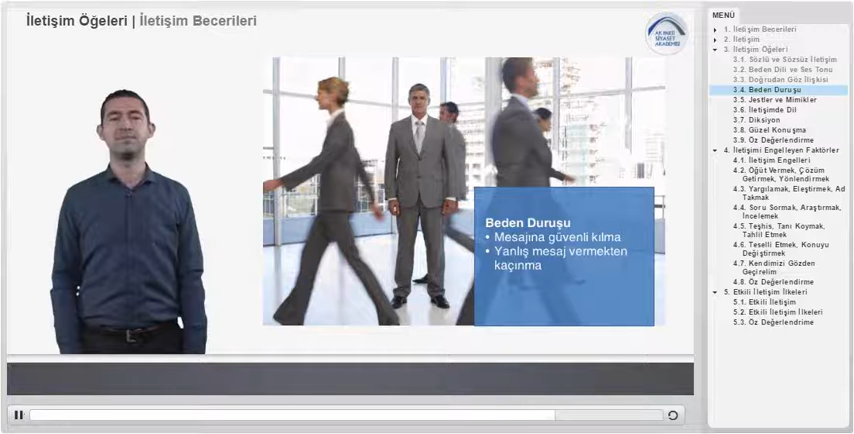 İletişim Öğeleri | İletişim Becerileri
AK PARTİ
SİYASET
AKADEMİSİ
Beden Duruşu
• Mesajına güvenli kılma
• Yanlış mesaj vermekten
kaçınma
MENÜ
1. İletişim Becerileri
2. İletişim
3. İletişim Öğeleri
3.1. Sözlü ve Sözsüz İletişim
3.2. Beden Dili ve Ses Tonu
3.3. Doğrudan Göz İlişkisi
3.4. Beden Duruşu
3.5. Jestler ve Mimikler
3.6. İletişimde Dil
3.7. Diksiyon
3.8. Güzel Konuşma
3.9. Öz Değerlendirme
4. İletişimi Engelleyen Faktörler
4.1. İletişim Engelleri
4.2. Öğüt Vermek, Çözüm
Getirmek, Yönlendirmek
4.3. Yargılamak, Eleştirmek, Ad
Takmak
4.4. Soru Sormak, Araştırmak,
İncelemek
4.5. Teşhis, Tanı Koymak,
Tahlil Etmek
4.6. Teselli Etmek, Konuyu
Değiştirmek
4.7. Kendimizi Gözden
Geçirelim
4.8. Öz Değerlendirme
5. Etkili İletişim İlkeleri
5.1. Etkili İletişim
5.2. Etkili İletişim İlkeleri
5.3. Öz Değerlendrime